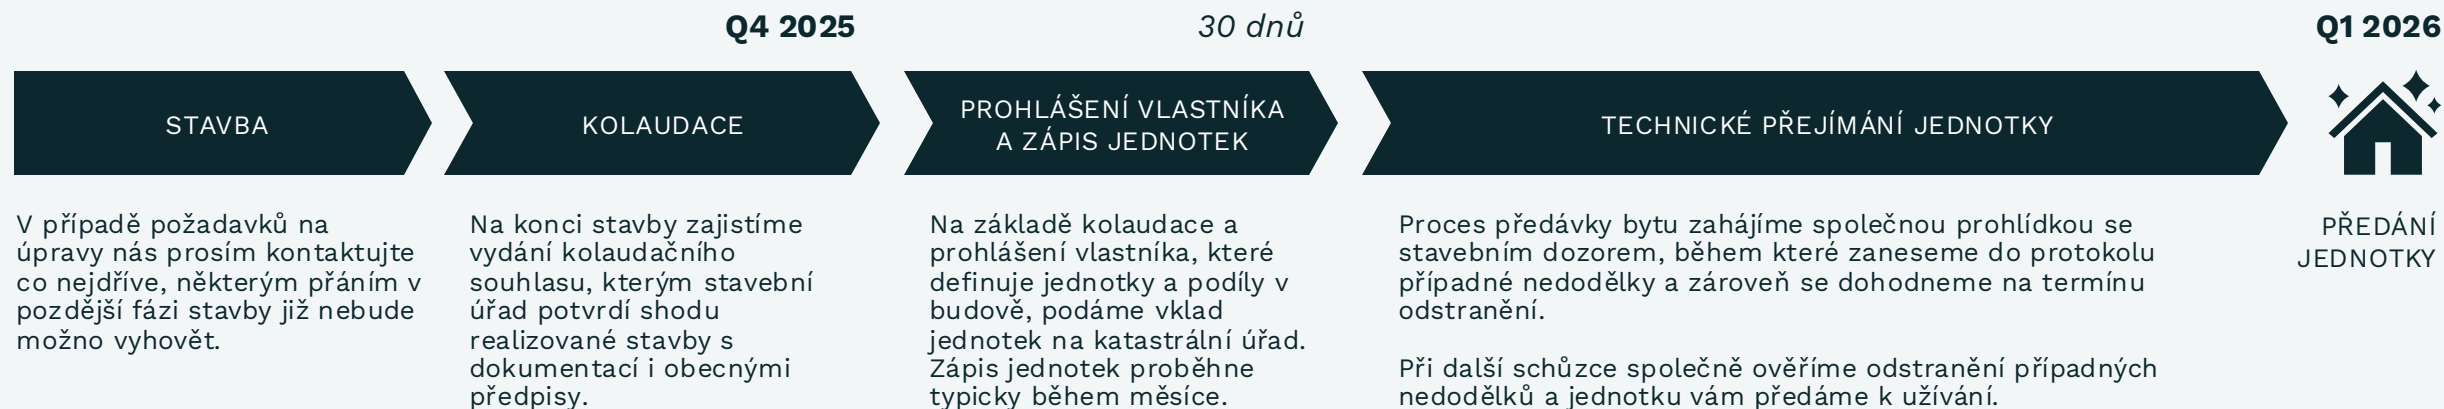 Q4 2025
30 dnů
Q1 2026
STAVBA
KOLAUDACE
PROHLÁŠENÍ VLASTNÍKA
A ZÁPIS JEDNOTEK
TECHNICKÉ PŘEJÍMÁNÍ JEDNOTKY
V případě požadavků na
úpravy nás prosím kontaktujte
co nejdříve, některým přáním v
pozdější fázi stavby již nebude
možno vyhovět.
Na konci stavby zajistíme
vydání kolaudačního
souhlasu, kterým stavební
úřad potvrdí shodu
realizované stavby s
dokumentací i obecnými
předpisy.
Na základě kolaudace a
prohlášení vlastníka, které
definuje jednotky a podíly v
budově, podáme vklad
jednotek na katastrální úřad.
Zápis jednotek proběhne
typicky během měsíce.
Proces předávky bytu zahájíme společnou prohlídkou se
stavebním dozorem, během které zaneseme do protokolu
případné nedodělky a zároveň se dohodneme na termínu
odstranění.
Při další schůzce společně ověříme odstranění případných
nedodělků a jednotku vám předáme k užívání.
PŘEDÁNÍ
JEDNOTKY